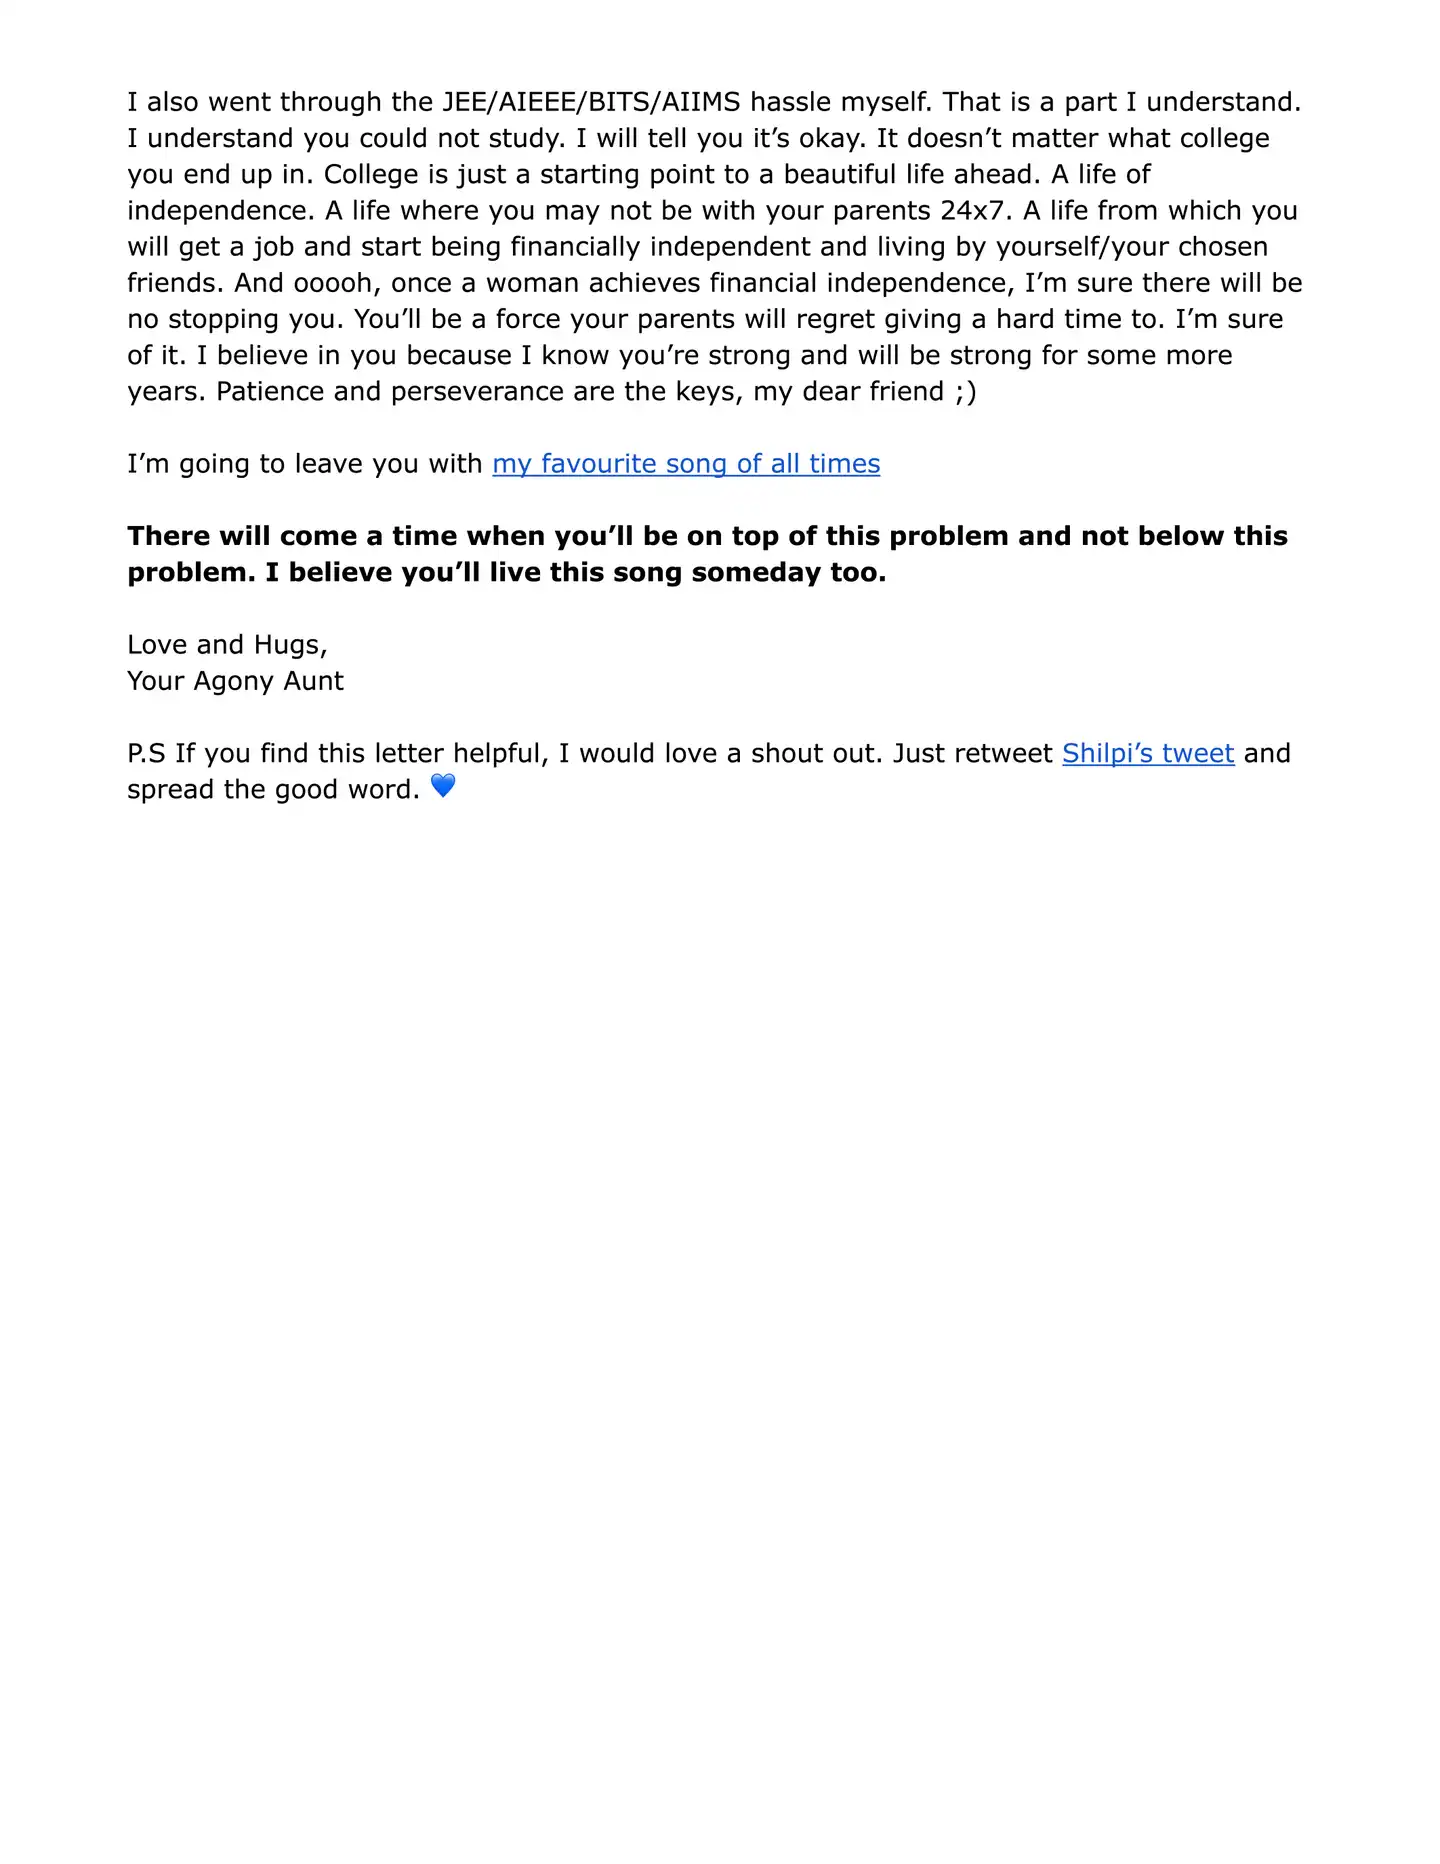 I also went through the JEE/AIEEE/BITS/AIIMS hassle myself. That is a part I understand.
I understand you could not study. I will tell you it’s okay. It doesn’t matter what college
you end up in. College is just a starting point to a beautiful life ahead. A life of
independence. A life where you may not be with your parents 24x7. A life from which you
will get a job and start being financially independent and living by yourself/your chosen
friends. And ooooh, once a woman achieves financial independence, I’m sure there will be
no stopping you. You’ll be a force your parents will regret giving a hard time to. I’m sure
of it. I believe in you because I know you’re strong and will be strong for some more
years. Patience and perseverance are the keys, my dear friend ;)
I’m going to leave you with my favourite song of all times
There will come a time when you’ll be on top of this problem and not below this
problem. I believe you’ll live this song someday too.
Love and Hugs,
Your Agony Aunt
P.S If you find this letter helpful, I would love a shout out. Just retweet Shilpi’s tweet and
spread the good word. 💙